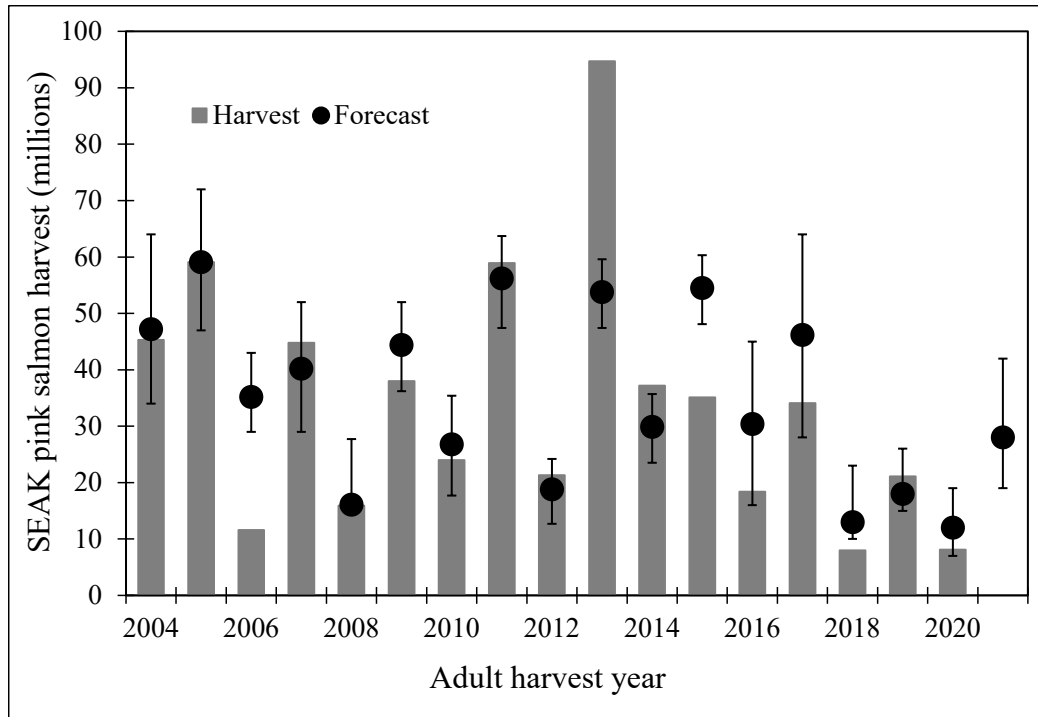 SEAK pink salmon harvest (millions)
100
90
80
70
60
50
40
30
20
10
0
Harvest Forecast
2004 2006 2008 2010 2012 2014 2016 2018 2020
Adult harvest year